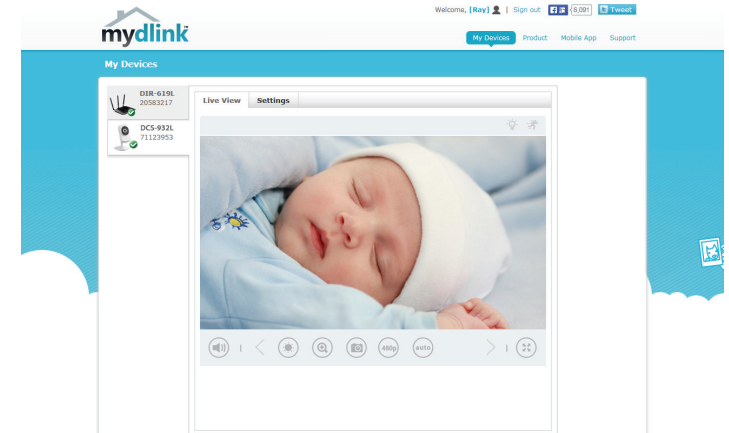 Welcome, [Ray] | Sign out 6,091 Tweet
mydlink™
My Devices Product Mobile App Support
My Devices
DIR-619L
20583217
DCS-932L
71123953
Live View Settings
480p auto